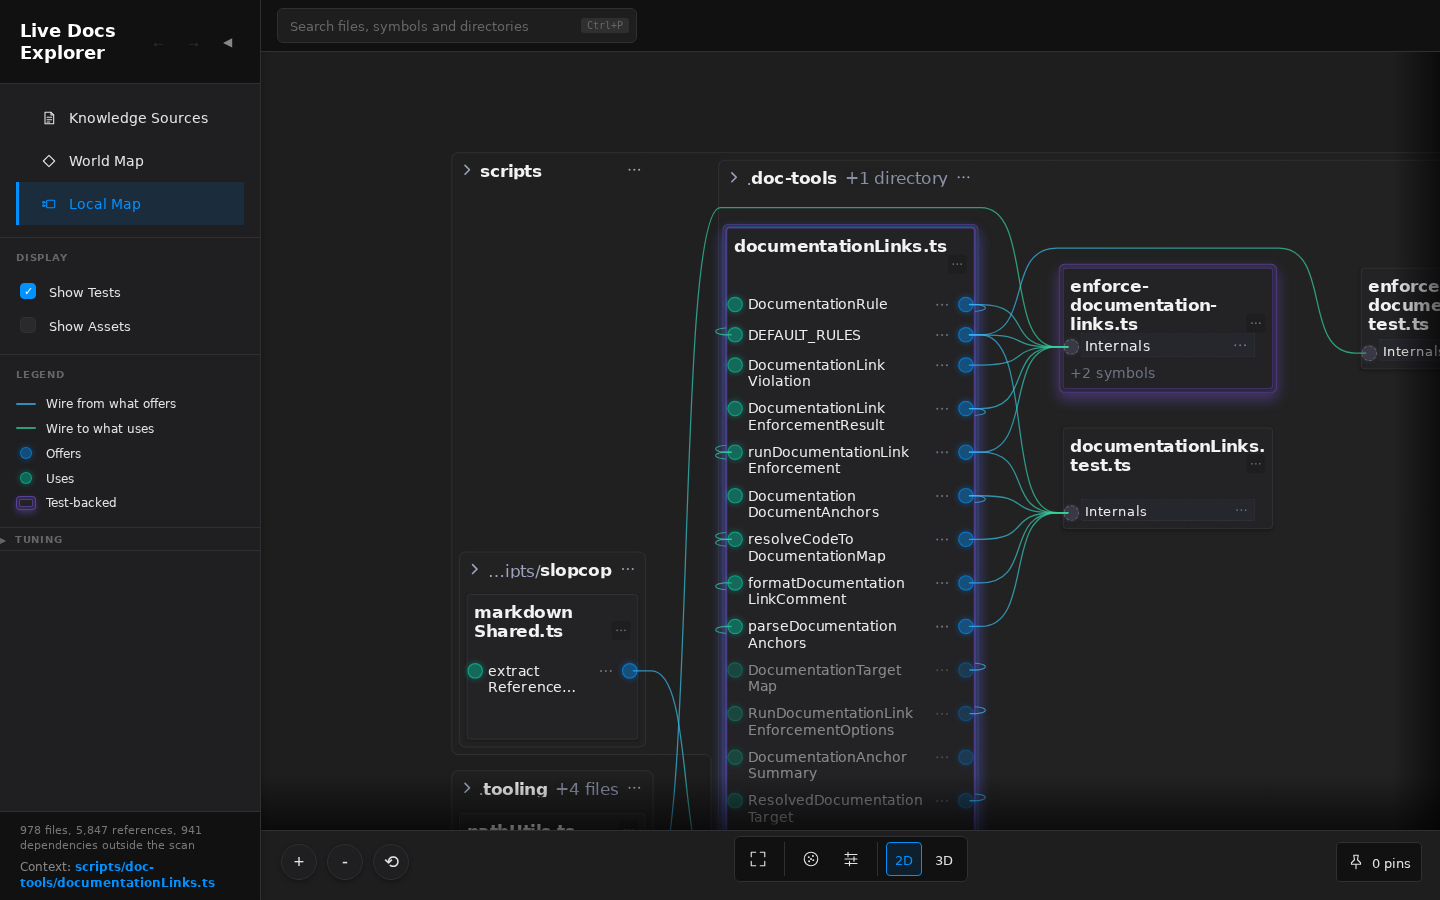 Live Docs
Explorer
Search files, symbols and directories
Ctrl+P
Knowledge Sources
World Map
Local Map
DISPLAY
Show Tests
Show Assets
LEGEND
Wire from what offers
Wire to what uses
Offers
Uses
Test-backed
TUNING
978 files, 5,847 references, 941
dependencies outside the scan
Context: scripts/doc-
tools/documentationLinks.ts
scripts
.doc-tools +1 directory
documentationLinks.ts
DocumentationRule
DEFAULT_RULES
DocumentationLink
Violation
DocumentationLink
EnforcementResult
runDocumentationLink
Enforcement
Documentation
DocumentAnchors
resolveCodeTo
DocumentationMap
formatDocumentation
LinkComment
parseDocumentation
Anchors
DocumentationTarget
Map
RunDocumentationLink
EnforcementOptions
DocumentationAnchor
Summary
ResolvedDocumentation
Target
enforce-
documentation-
links.ts
Internals
+2 symbols
documentationLinks.
test.ts
Internals
enforce
docume
test.ts
Internals
...ipts/slopcop
markdown
Shared.ts
extract
Reference...
.tooling +4 files
pathUtils.ts
+
-
2D
3D
0 pins